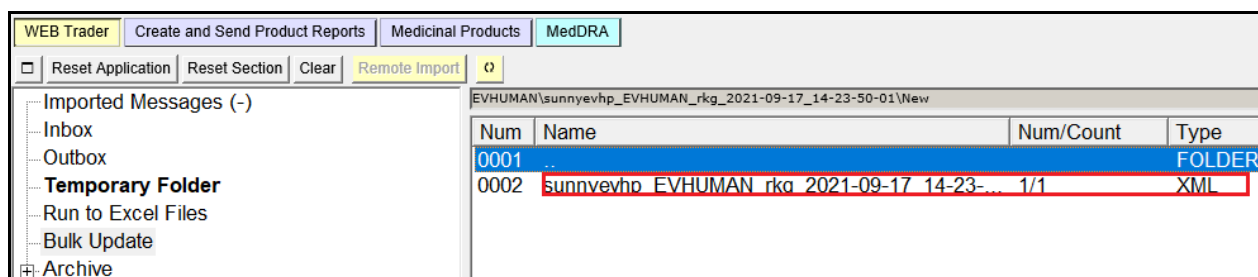 WEB Trader Create and Send Product Reports Medicinal Products MedDRA
Reset Application Reset Section Clear Remote Import
Imported Messages (-)
Inbox
Outbox
Temporary Folder
Run to Excel Files
Bulk Update
Archive
EVHUMAN\sunnyevhp_EVHUMAN_rkg_2021-09-17_14-23-50-01\New
Num Name Num/Count Type
0001 .. FOLDER
0002 sunnyevhp_EVHUMAN_rkg_2021-09-17_14-23-... 1/1 XML